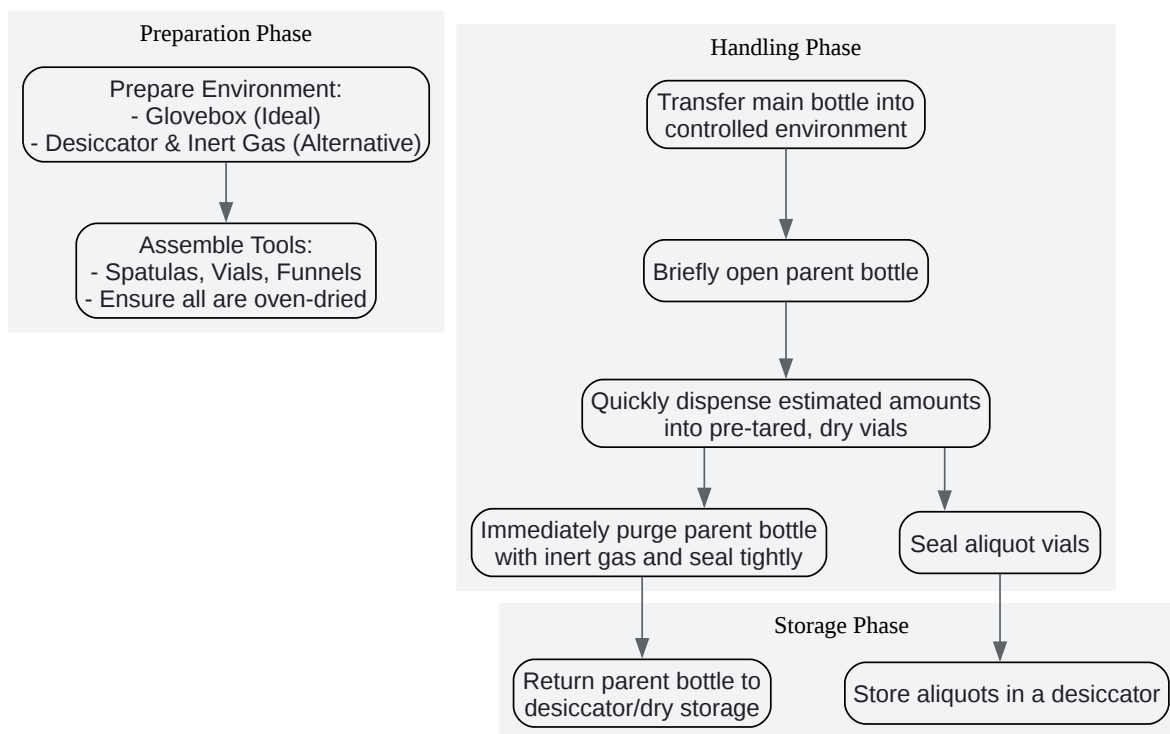 Preparation Phase
Prepare Environment:
- Glovebox (Ideal)
- Desiccator & Inert Gas (Alternative)
Assemble Tools:
- Spatulas, Vials, Funnels
- Ensure all are oven-dried
Handling Phase
Transfer main bottle into
controlled environment
Briefly open parent bottle
Quickly dispense estimated amounts
into pre-tared, dry vials
Immediately purge parent bottle
with inert gas and seal tightly
Seal aliquot vials
Storage Phase
Return parent bottle to
desiccator/dry storage
Store aliquots in a desiccator